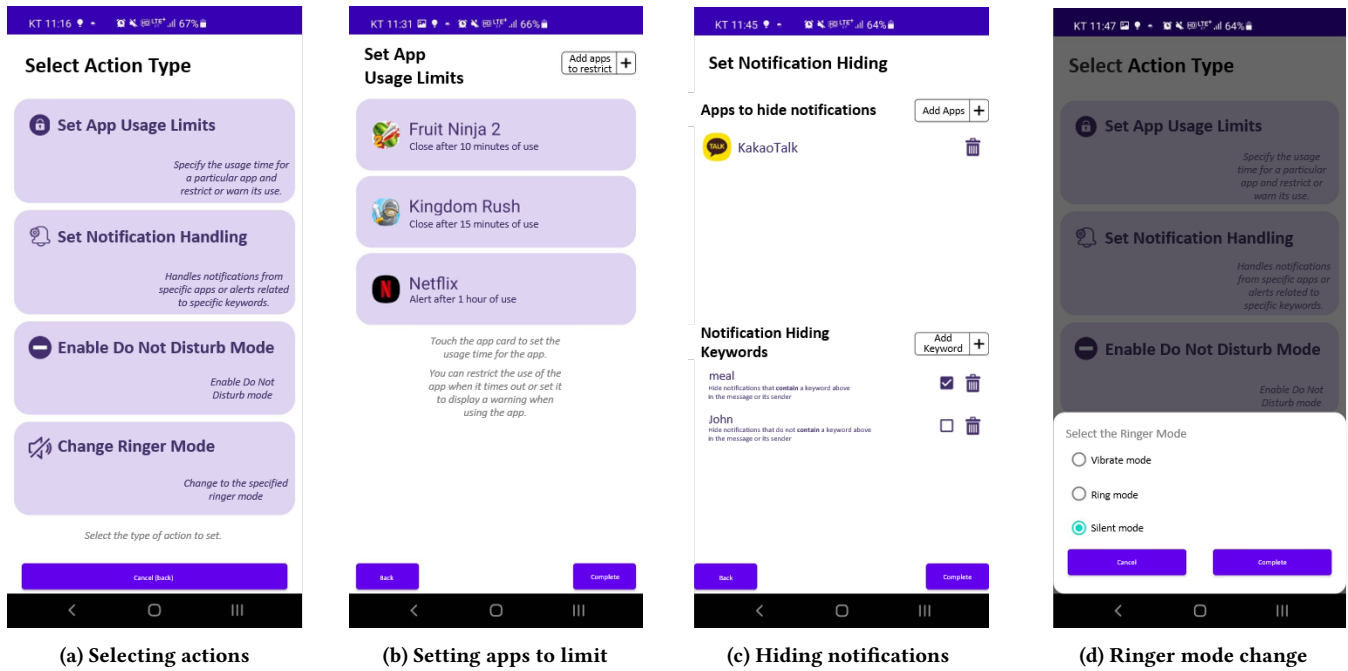 KT 11:16 67%
Select Action Type
Set App Usage Limits
Specify the usage time for
a particular app and
restrict or warn its use.
Set Notification Handling
Handles notifications from
specific apps or alerts related
to specific keywords.
Enable Do Not Disturb Mode
Enable Do Not
Disturb mode
Change Ringer Mode
Change to the specified
ringer mode
Select the type of action to set.
Cancel (back)
(a) Selecting actions
KT 11:31 66%
Set App
Usage Limits
Add apps
to restrict +
Fruit Ninja 2
Close after 10 minutes of use
Kingdom Rush
Close after 15 minutes of use
N
Netflix
Alert after 1 hour of use
Touch the app card to set the
usage time for the app.
You can restrict the use of the
app when it times out or set it
to display a warning when
using the app.
Back
Complete
(b) Setting apps to limit
KT 11:45 64%
Set Notification Hiding
Apps to hide notifications
Add Apps +
TALK
KakaoTalk
Notification Hiding
Keywords
Add
Keyword +
meal
Hide notifications that contain a keyword above
in the message or its sender
John
Hide notifications that do not contain a keyword above
in the message or its sender
Back
Complete
(c) Hiding notifications
KT 11:47 64%
Select Action Type
Set App Usage Limits
Specify the usage
time for a particular
app and restrict or
warn its use.
Set Notification Handling
Handles notifications
from specific apps or
alerts related to
specific keywords.
Enable Do Not Disturb Mode
Enable Do Not
Disturb mode
Select the Ringer Mode
Vibrate mode
Ring mode
Silent mode
Cancel
Complete
(d) Ringer mode change